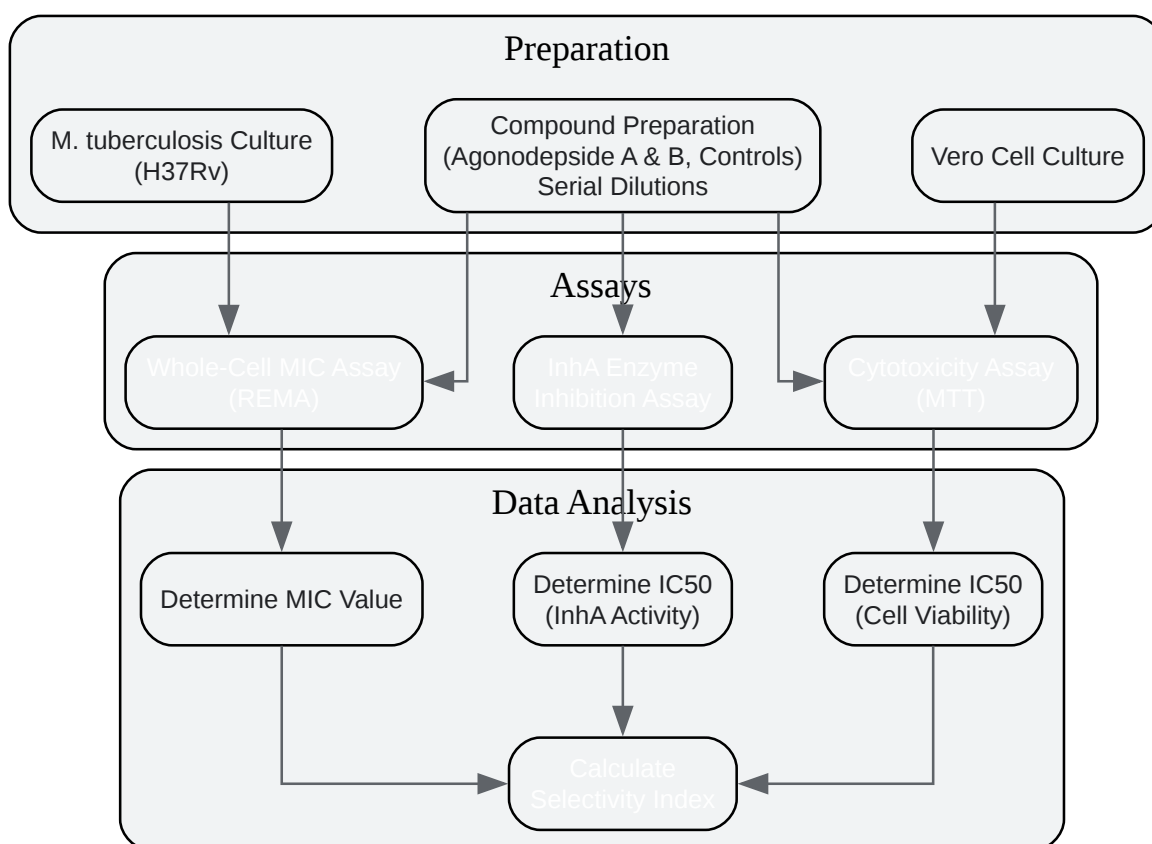 Preparation
M. tuberculosis Culture
(H37Rv)
Compound Preparation
(Agonodepside A & B, Controls)
Serial Dilutions
Vero Cell Culture
Assays
Whole-Cell MIC Assay
(REMA)
InhA Enzyme
Inhibition Assay
Cytotoxicity Assay
(MTT)
Data Analysis
Determine MIC Value
Determine IC50
(InhA Activity)
Determine IC50
(Cell Viability)
Calculate
Selectivity Index